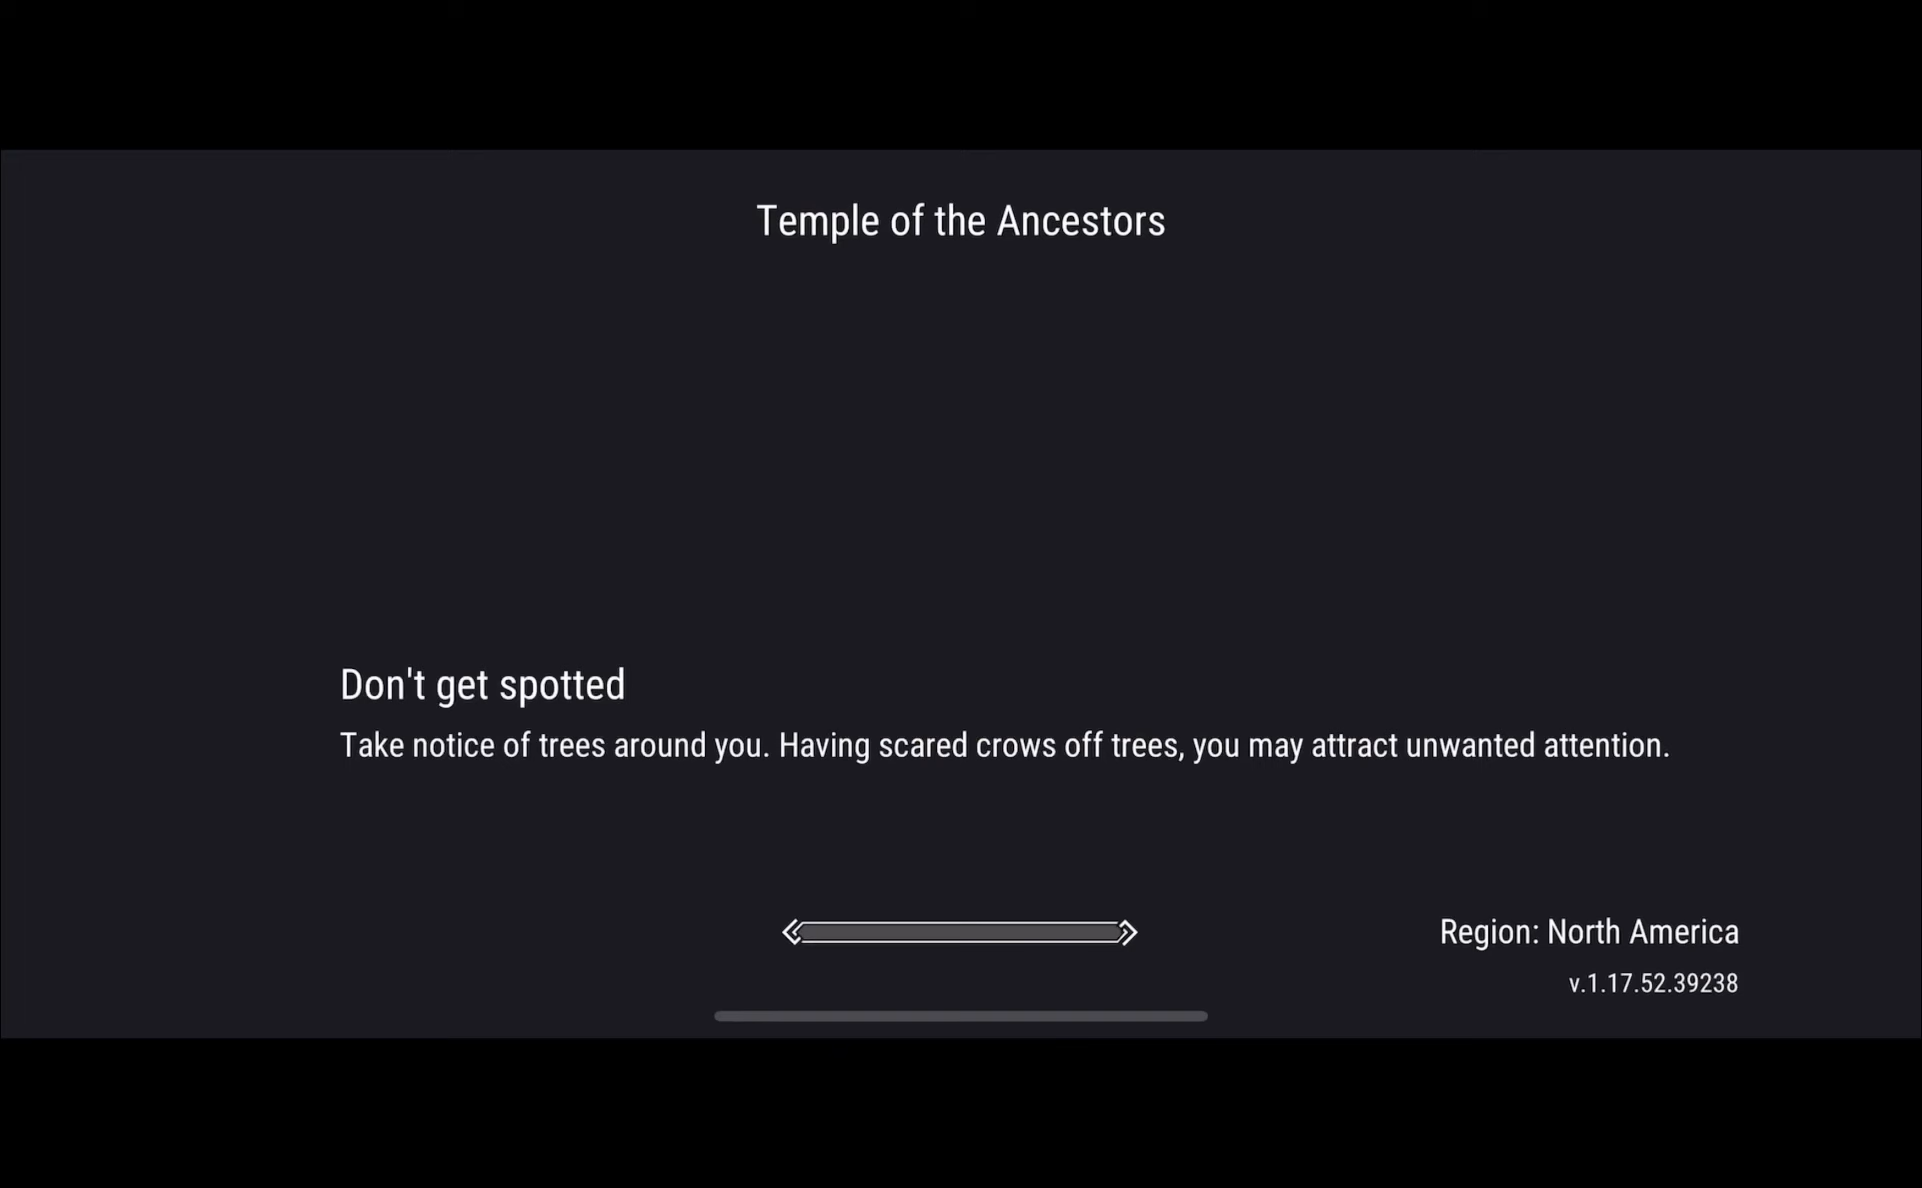 Temple of the Ancestors
Don't get spotted
Take notice of trees around you. Having scared crows off trees, you may attract unwanted attention.
Region: North America
v.1.17.52.39238